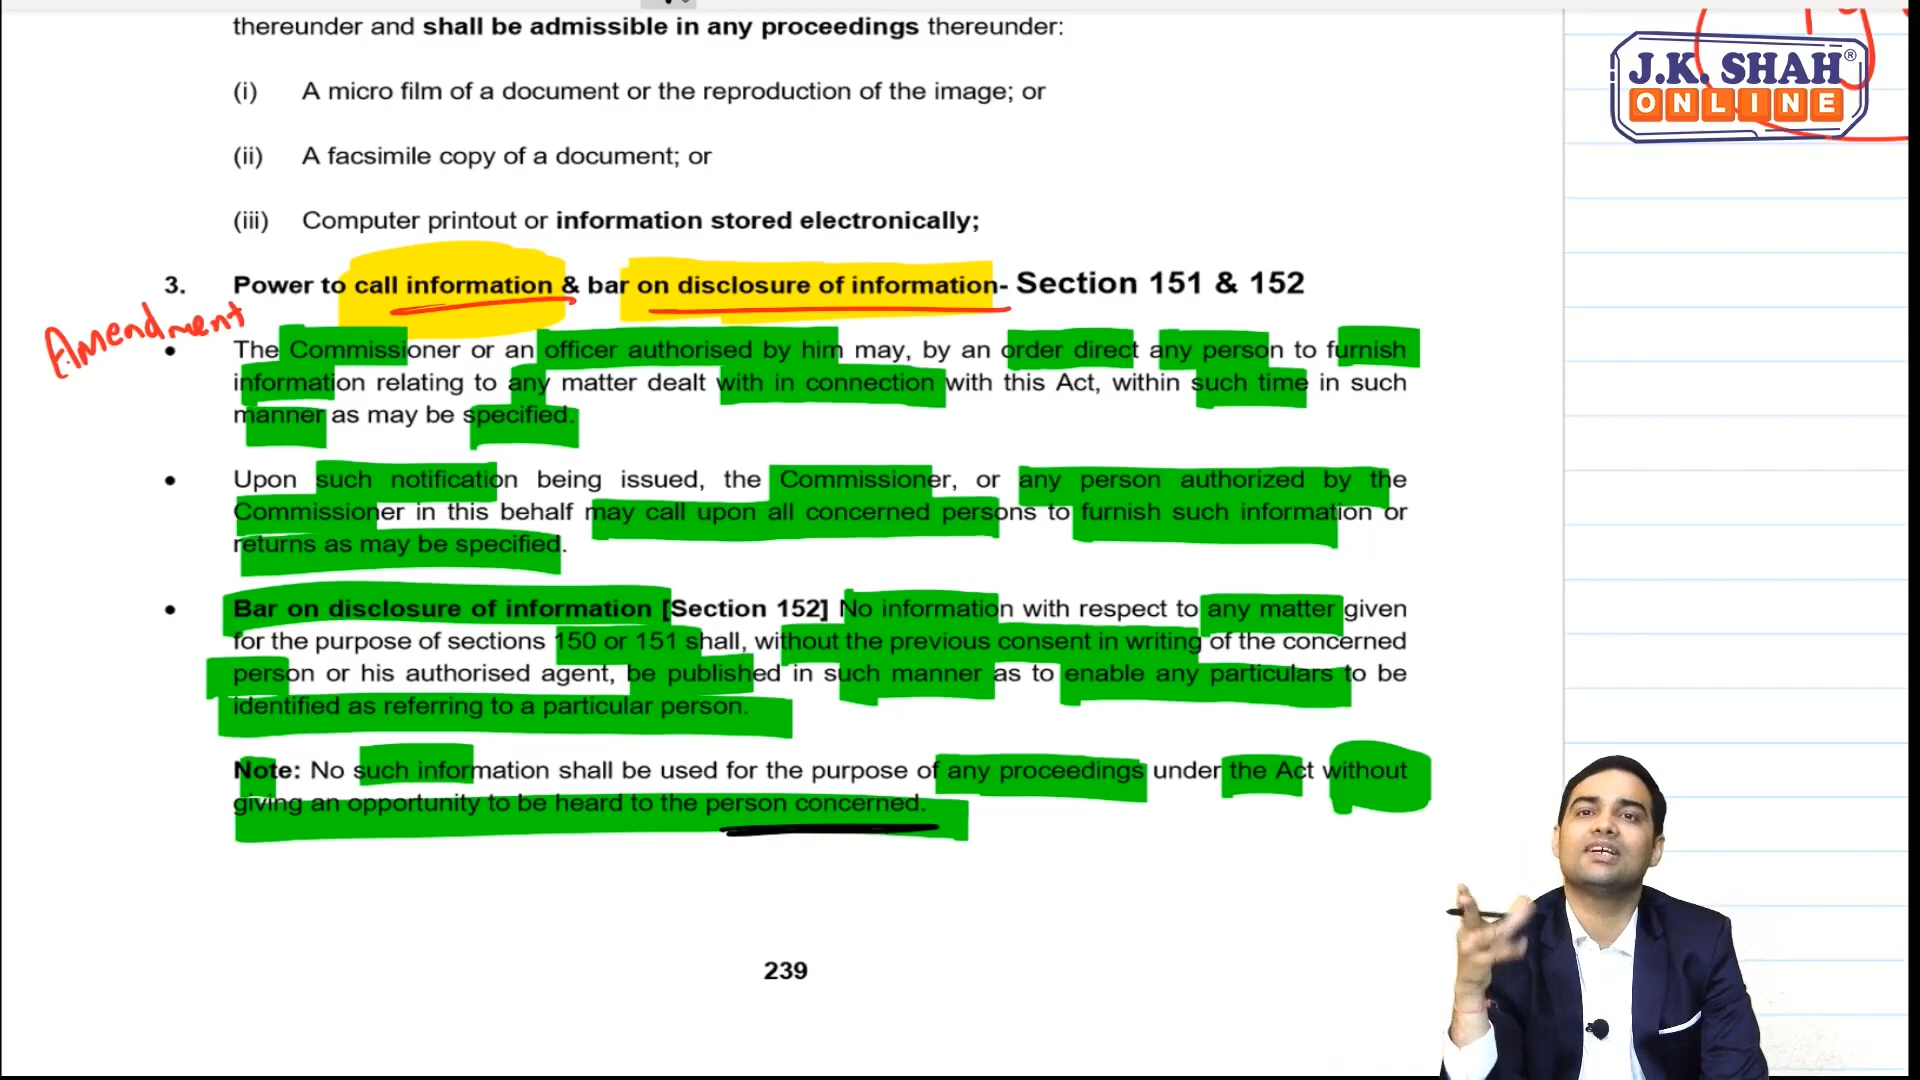 thereunder and shall be admissible in any proceedings thereunder:
J.K. SHAH®
ONLINE
(i) A micro film of a document or the reproduction of the image; or
(ii) A facsimile copy of a document; or
(iii) Computer printout or information stored electronically;
3. Power to call information & bar on disclosure of information- Section 151 & 152
Amendment
• The Commissioner or an officer authorised by him may, by an order direct any person to furnish
information relating to any matter dealt with in connection with this Act, within such time in such
manner as may be specified.
• Upon such notification being issued, the Commissioner, or any person authorized by the
Commissioner in this behalf may call upon all concerned persons to furnish such information or
returns as may be specified.
• Bar on disclosure of information [Section 152] No information with respect to any matter given
for the purpose of sections 150 or 151 shall, without the previous consent in writing of the concerned
person or his authorised agent, be published in such manner as to enable any particulars to be
identified as referring to a particular person.
Note: No such information shall be used for the purpose of any proceedings under the Act without
giving an opportunity to be heard to the person concerned.
239